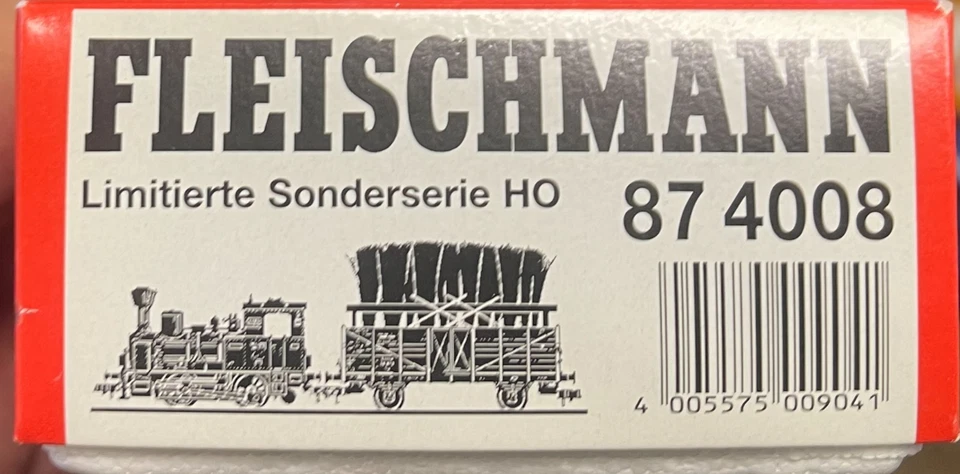 FLEISCHMANN
Limitierte Sonderserie HO
87 4008
4 005575 009041